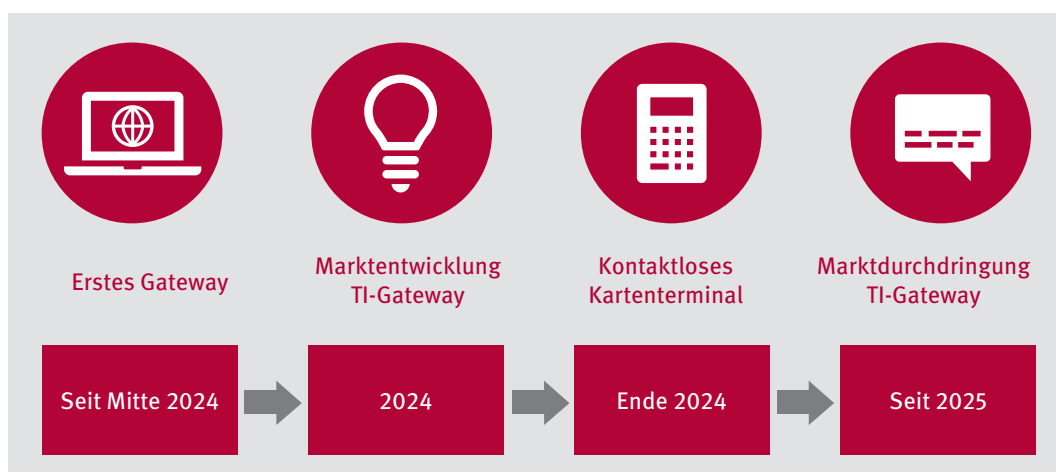 Erstes Gateway
Marktentwicklung
TI-Gateway
Kontaktloses
Kartenterminal
Marktdurchdringung
TI-Gateway
Seit Mitte 2024
2024
Ende 2024
Seit 2025